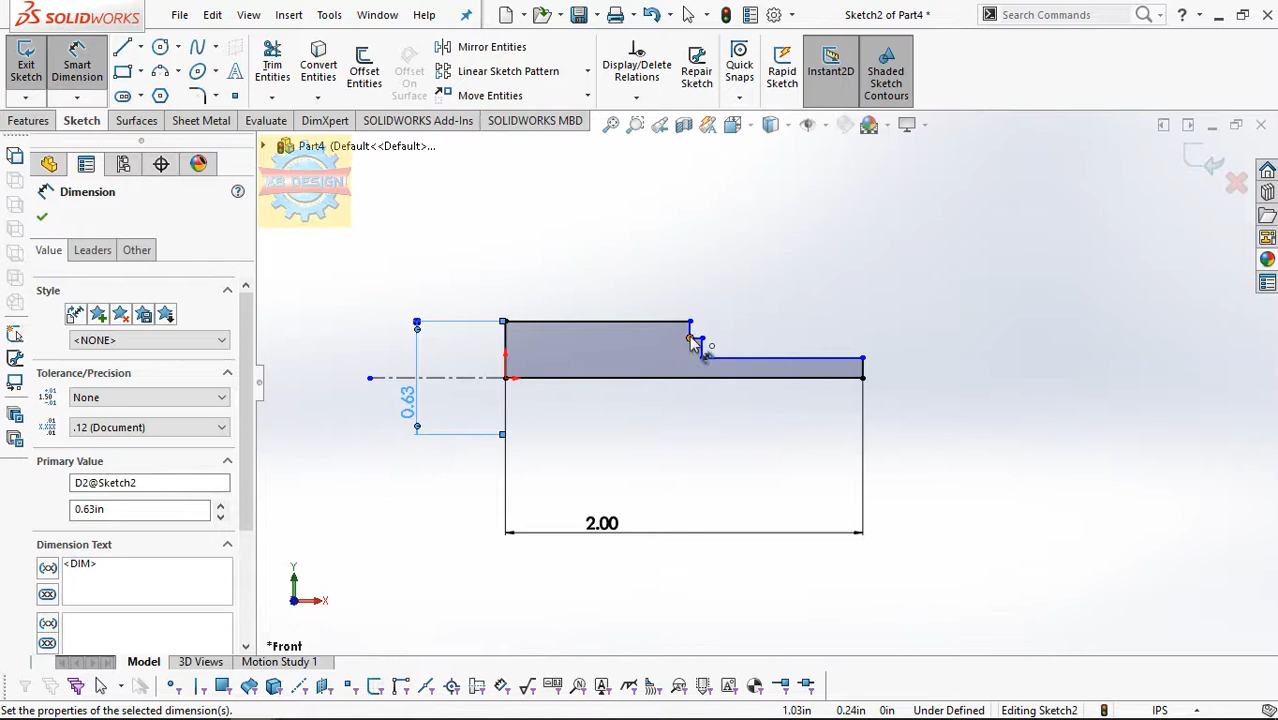 SOLIDWORKS
File
Edit
View
Insert
Tools
Window
Help
Sketch2 of Part4 *
Search Commands
?
Exit Sketch
Smart Dimension
Trim Entities
Convert Entities
Offset Entities
Offset On Surface
Mirror Entities
Linear Sketch Pattern
Move Entities
Display/Delete Relations
Repair Sketch
Quick Snaps
Rapid Sketch
Instant2D
Shaded Sketch Contours
Features
Sketch
Surfaces
Sheet Metal
Evaluate
DimXpert
SOLIDWORKS Add-Ins
SOLIDWORKS MBD
Part4 (Default<<Default>...
Dimension
?
Value
Leaders
Other
Style
<NONE>
Tolerance/Precision
None
.12 (Document)
Primary Value
D2@Sketch2
0.63in
Dimension Text
<DIM>
0.63
2.00
Y
X
*Front
Model
3D Views
Motion Study 1
Set the properties of the selected dimension(s).
1.03in
0.24in
0in
Under Defined
Editing Sketch2
IPS